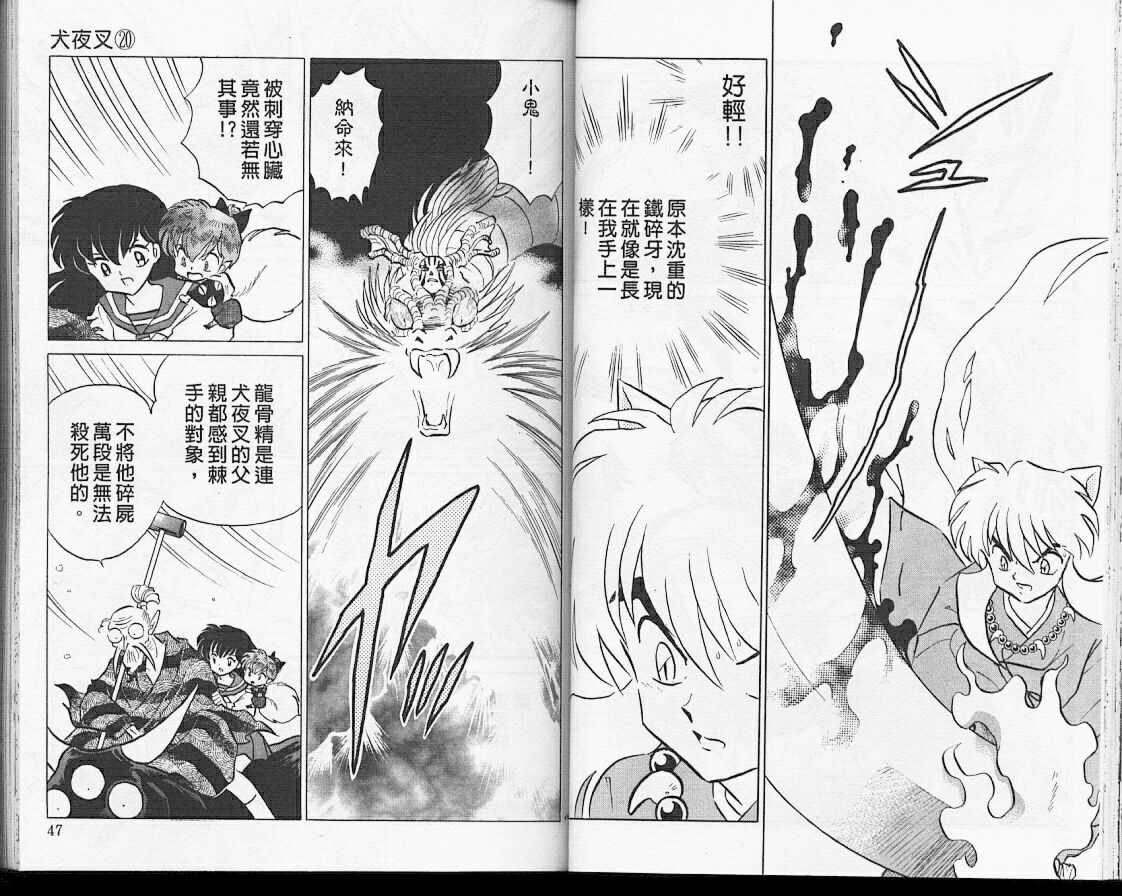 好輕!!
原本沈重的
鐵碎牙，現
在就像是長
在我手上一
樣！
小鬼——！
納命來！
犬夜叉⑳
被刺穿心臟
竟然還若無
其事!?
龍骨精是連
犬夜叉的父
親都感到棘
手的對象，
不將他碎屍
萬段是無法
殺死他的。
47